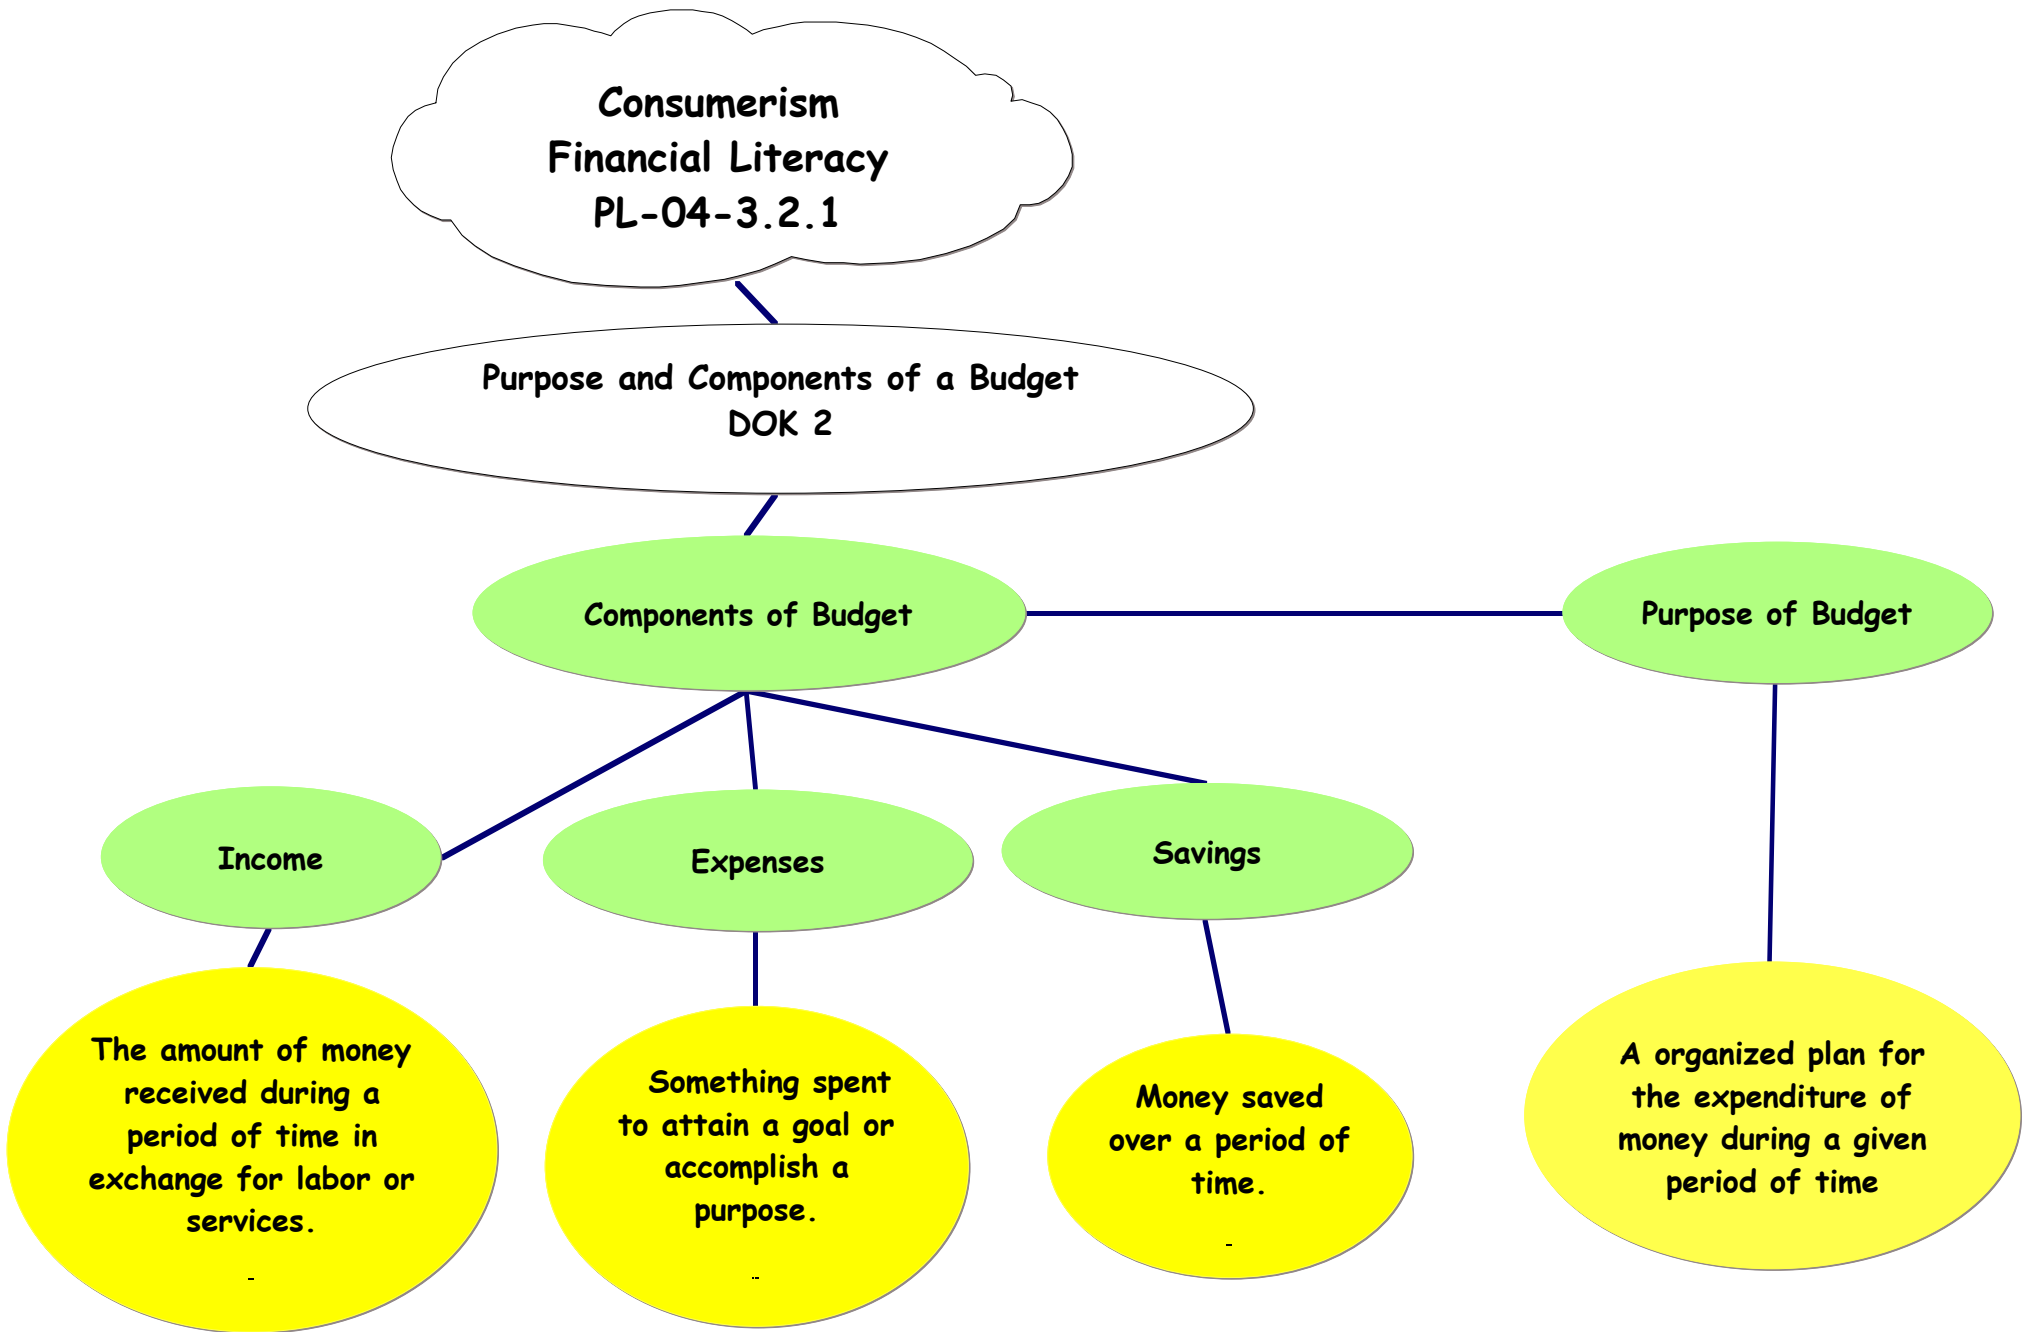 Consumerism
Financial Literacy
PL-04-3.2.1
Purpose and Components of a Budget
DOK 2
Components of Budget
Purpose of Budget
Income
Expenses
Savings
The amount of money
received during a
period of time in
exchange for labor or
services.
Something spent
to attain a goal or
accomplish a
purpose.
Money saved
over a period of
time.
A organized plan for
the expenditure of
money during a given
period of time